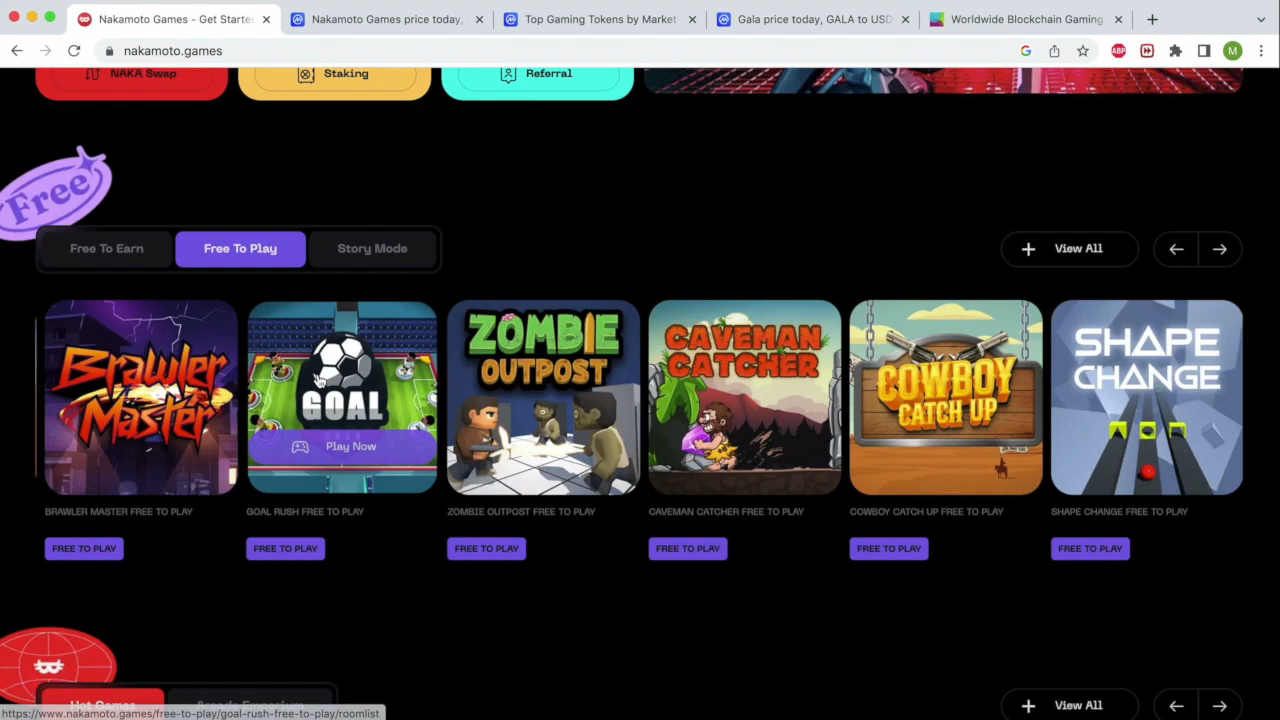 Nakamoto Games - Get Starte
Nakamoto Games price today,
Top Gaming Tokens by Market
Gala price today, GALA to USD
Worldwide Blockchain Gaming
nakamoto.games
ABP
M
NAKA Swap
Staking
Referral
Free
Free To Earn
Free To Play
Story Mode
View All
Brawler
Master
GOAL
Play Now
ZOMBIE
OUTPOST
CAVEMAN
CATCHER
COWBOY
CATCH UP
SHAPE
CHANGE
BRAWLER MASTER FREE TO PLAY
GOAL RUSH FREE TO PLAY
ZOMBIE OUTPOST FREE TO PLAY
CAVEMAN CATCHER FREE TO PLAY
COWBOY CATCH UP FREE TO PLAY
SHAPE CHANGE FREE TO PLAY
FREE TO PLAY
FREE TO PLAY
FREE TO PLAY
FREE TO PLAY
FREE TO PLAY
FREE TO PLAY
Hot Games
Arcade Emporium
View All
https://www.nakamoto.games/free-to-play/goal-rush-free-to-play/roomlist